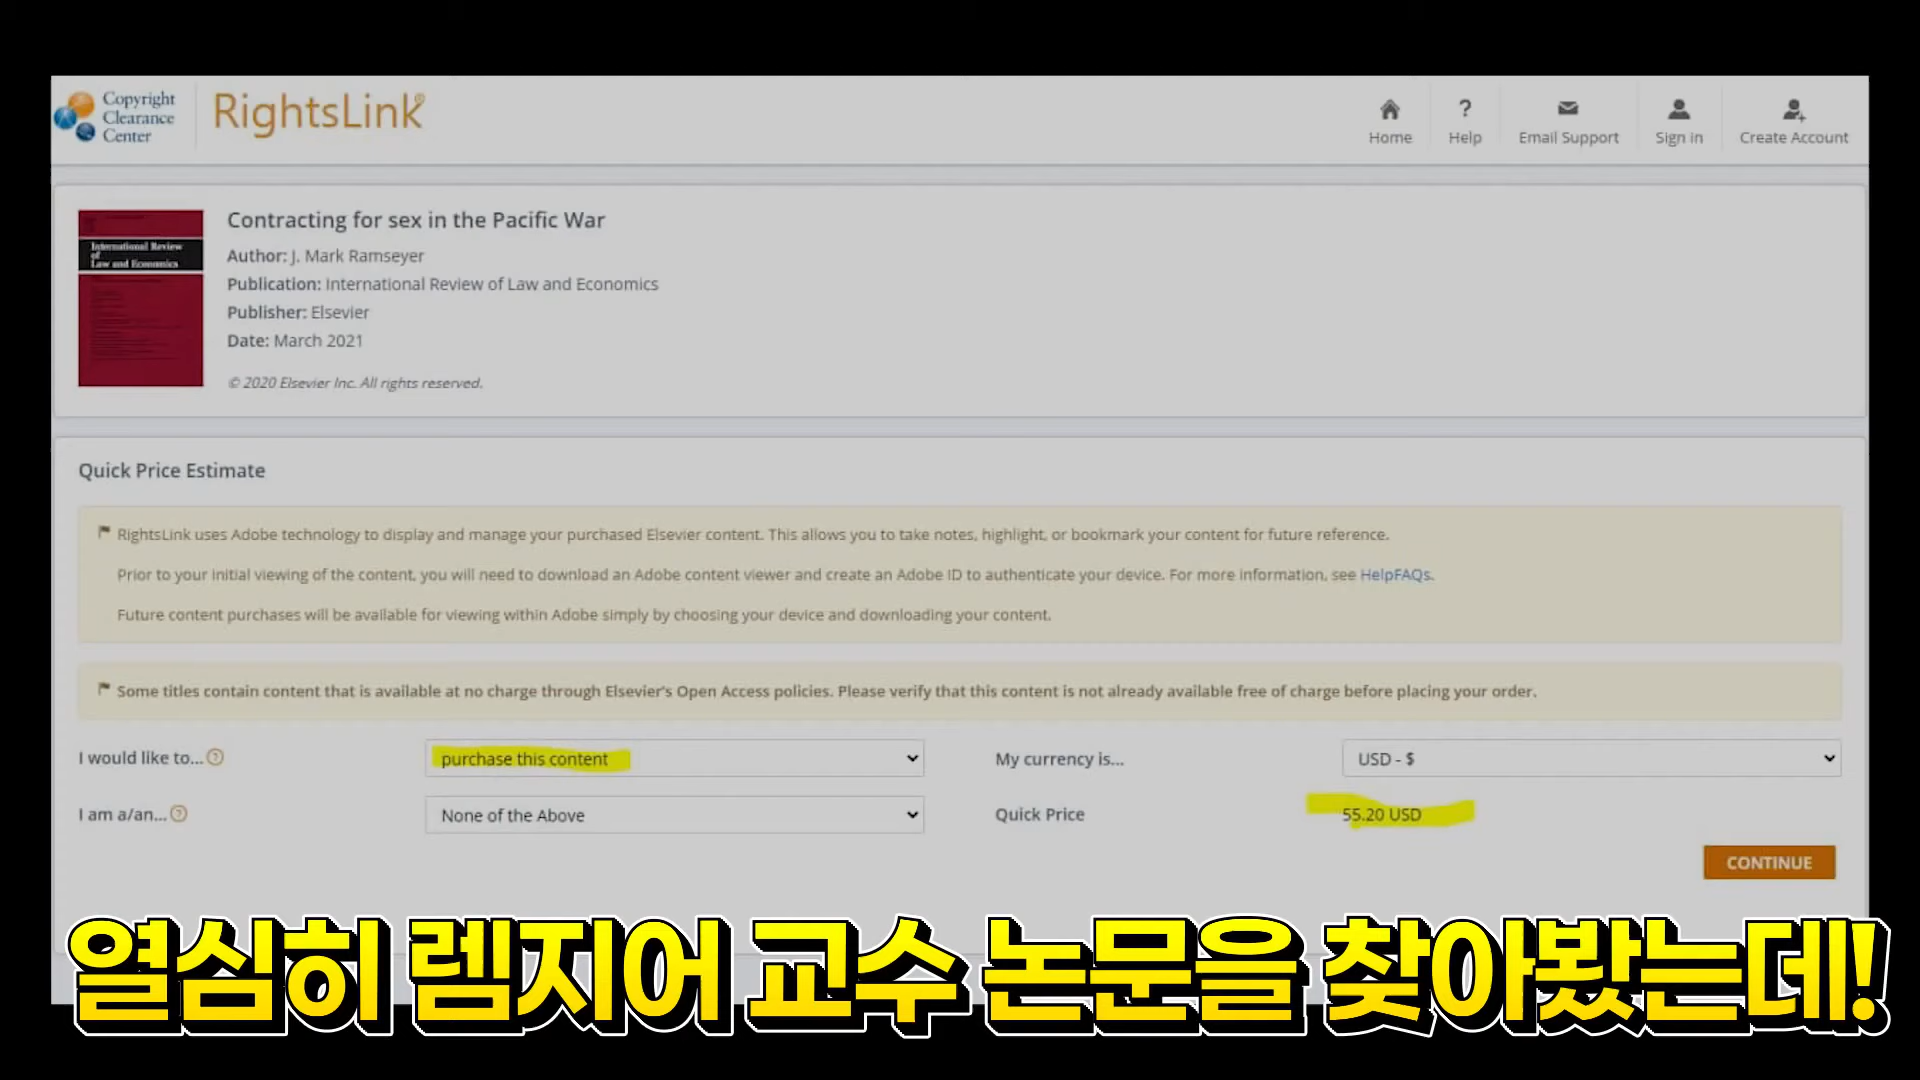 Copyright
Clearance
Center
RightsLink®
Home
Help
Email Support
Sign in
Create Account
International Review
of
Law and Economics
Contracting for sex in the Pacific War
Author: J. Mark Ramseyer
Publication: International Review of Law and Economics
Publisher: Elsevier
Date: March 2021
© 2020 Elsevier Inc. All rights reserved.
Quick Price Estimate
RightsLink uses Adobe technology to display and manage your purchased Elsevier content. This allows you to take notes, highlight, or bookmark your content for future reference.
Prior to your initial viewing of the content, you will need to download an Adobe content viewer and create an Adobe ID to authenticate your device. For more information, see HelpFAQs.
Future content purchases will be available for viewing within Adobe simply by choosing your device and downloading your content.
Some titles contain content that is available at no charge through Elsevier's Open Access policies. Please verify that this content is not already available free of charge before placing your order.
I would like to... ? purchase this content My currency is... USD - $
I am a/an... ? None of the Above Quick Price 55.20 USD
CONTINUE
열심히 렘지어 교수 논문을 찾아봤는데!